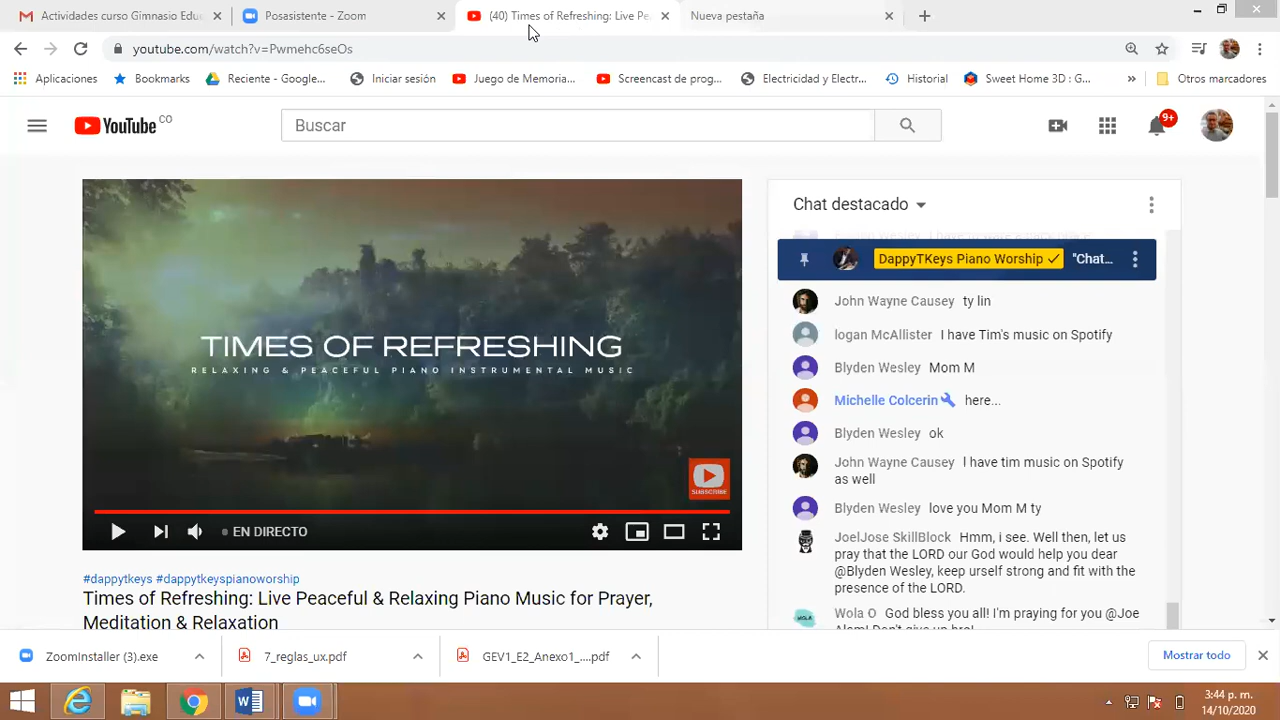 Actividades curso Gimnasio Edu
Posasistente - Zoom
(40) Times of Refreshing: Live Pe
Nueva pestaña
youtube.com/watch?v=Pwmehc6seOs
Aplicaciones
Bookmarks
Reciente - Google...
Iniciar sesión
Juego de Memoria...
Screencast de prog...
Electricidad y Electr...
Historial
Sweet Home 3D : G...
»
Otros marcadores
YouTube CO
Buscar
9+
TIMES OF REFRESHING
RELAXING & PEACEFUL PIANO INSTRUMENTAL MUSIC
SUBSCRIBE
EN DIRECTO
Chat destacado
DappyTKeys Piano Worship "Chat...
John Wayne Causey ty lin
logan McAllister I have Tim's music on Spotify
Blyden Wesley Mom M
Michelle Colcerin here...
Blyden Wesley ok
John Wayne Causey I have tim music on Spotify
as well
Blyden Wesley love you Mom M ty
JoelJose SkillBlock Hmm, i see. Well then, let us
pray that the LORD our God would help you dear
@Blyden Wesley, keep urself strong and fit with the
presence of the LORD.
Wola O God bless you all! I'm praying for you @Joe
#dappytkeys #dappytkeyspianoworship
Times of Refreshing: Live Peaceful & Relaxing Piano Music for Prayer,
Meditation & Relaxation
ZoomInstaller (3).exe
7_reglas_ux.pdf
GEV1_E2_Anexo1_....pdf
Mostrar todo
3:44 p. m.
14/10/2020